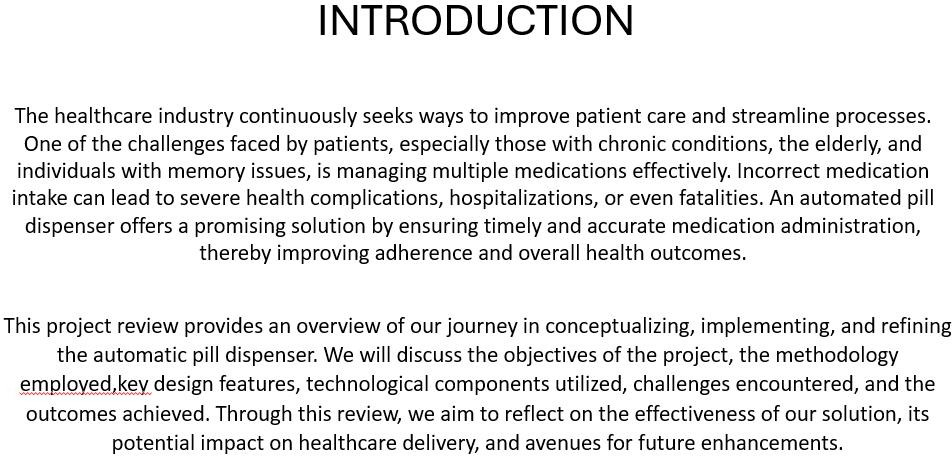 INTRODUCTION
The healthcare industry continuously seeks ways to improve patient care and streamline processes.
One of the challenges faced by patients, especially those with chronic conditions, the elderly, and
individuals with memory issues, is managing multiple medications effectively. Incorrect medication
intake can lead to severe health complications, hospitalizations, or even fatalities. An automated pill
dispenser offers a promising solution by ensuring timely and accurate medication administration,
thereby improving adherence and overall health outcomes.
This project review provides an overview of our journey in conceptualizing, implementing, and refining
the automatic pill dispenser. We will discuss the objectives of the project, the methodology
employed,key design features, technological components utilized, challenges encountered, and the
outcomes achieved. Through this review, we aim to reflect on the effectiveness of our solution, its
potential impact on healthcare delivery, and avenues for future enhancements.